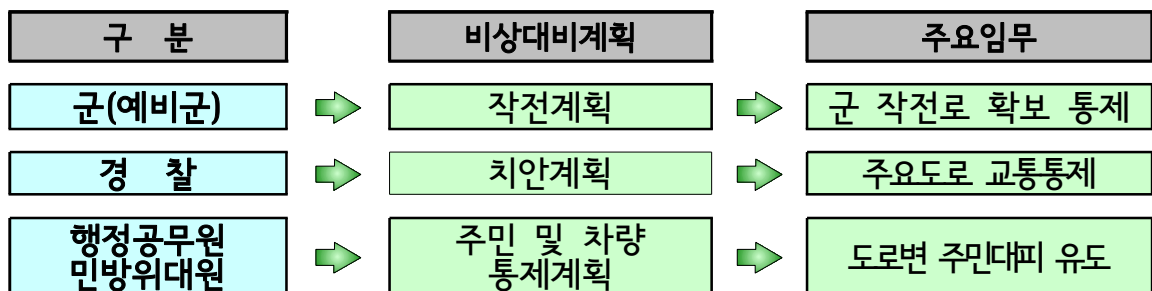 구 분 비상대비계획 주요임무
군(예비군) 작전계획 군 작전로 확보 통제
경 찰 치안계획 주요도로 교통통제
행정공무원
민방위대원
주민 및 차량
통제계획
도로변 주민대피 유도